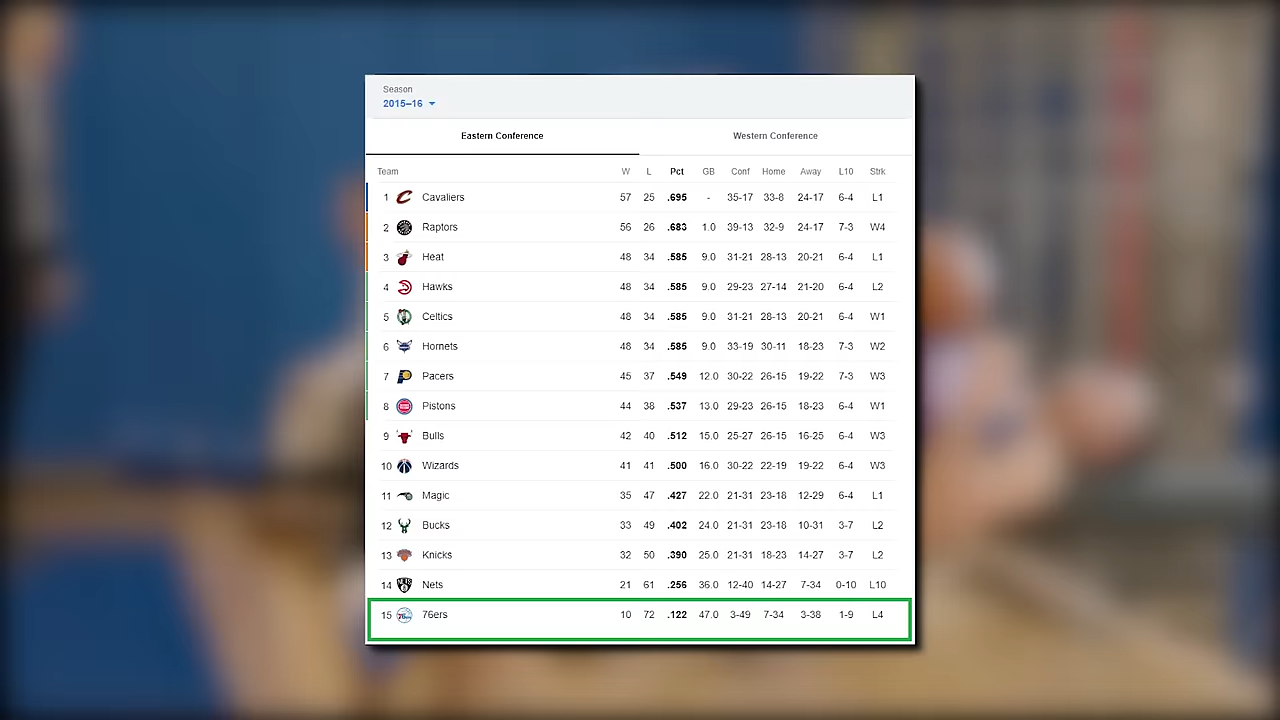 Season
2015–16
Eastern Conference Western Conference
Team W L Pct GB Conf Home Away L10 Strk
1 Cavaliers 57 25 .695 - 35-17 33-8 24-17 6-4 L1
2 Raptors 56 26 .683 1.0 39-13 32-9 24-17 7-3 W4
3 Heat 48 34 .585 9.0 31-21 28-13 20-21 6-4 L1
4 Hawks 48 34 .585 9.0 29-23 27-14 21-20 6-4 L2
5 Celtics 48 34 .585 9.0 31-21 28-13 20-21 6-4 W1
6 Hornets 48 34 .585 9.0 33-19 30-11 18-23 7-3 W2
7 Pacers 45 37 .549 12.0 30-22 26-15 19-22 7-3 W3
8 Pistons 44 38 .537 13.0 29-23 26-15 18-23 6-4 W1
9 Bulls 42 40 .512 15.0 25-27 26-15 16-25 6-4 W3
10 Wizards 41 41 .500 16.0 30-22 22-19 19-22 6-4 W3
11 Magic 35 47 .427 22.0 21-31 23-18 12-29 6-4 L1
12 Bucks 33 49 .402 24.0 21-31 23-18 10-31 3-7 L2
13 Knicks 32 50 .390 25.0 21-31 18-23 14-27 3-7 L2
14 Nets 21 61 .256 36.0 12-40 14-27 7-34 0-10 L10
15 76ers 10 72 .122 47.0 3-49 7-34 3-38 1-9 L4